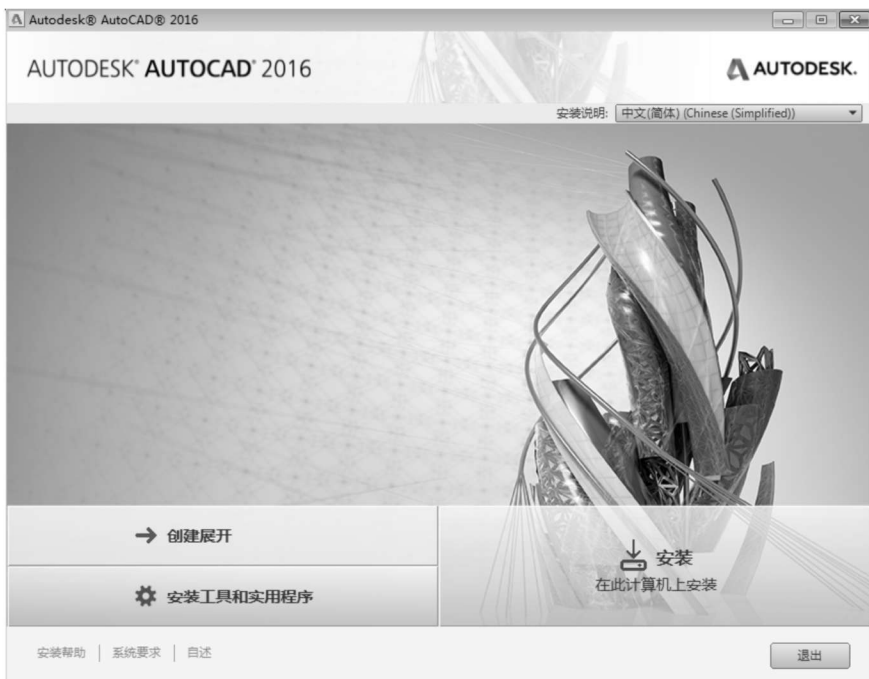 Autodesk® AutoCAD® 2016
AUTODESK® AUTOCAD® 2016
AUTODESK.
安装说明: 中文(简体) (Chinese (Simplified))
创建展开
安装
安装工具和实用程序
在此计算机上安装
安装帮助 | 系统要求 | 自述
退出